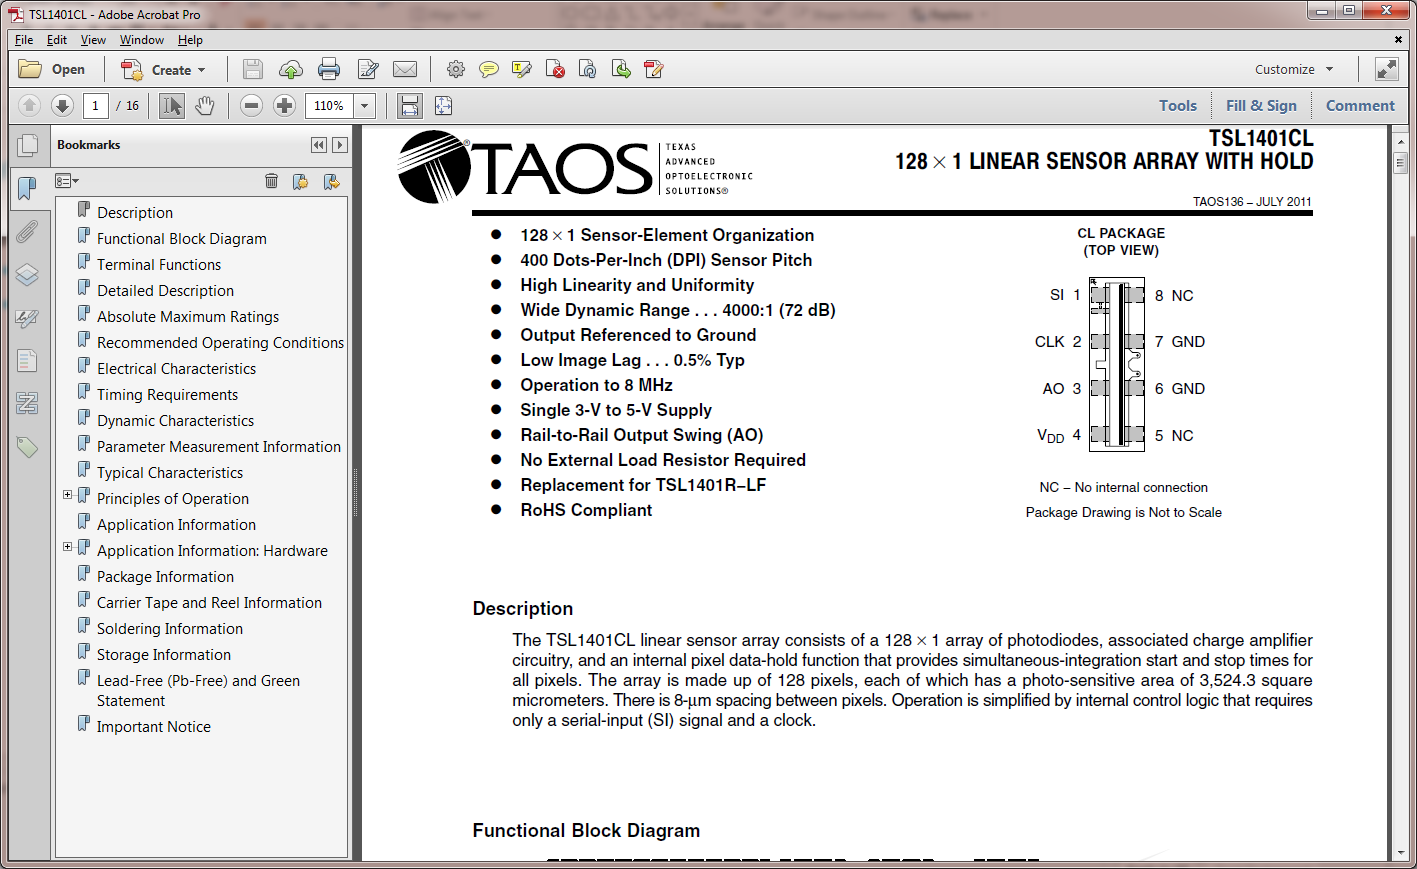 TSL1401CL - Adobe Acrobat Pro
File Edit View Window Help
Open Create Customize
1 / 16 110% Tools Fill & Sign Comment
Bookmarks
Description
Functional Block Diagram
Terminal Functions
Detailed Description
Absolute Maximum Ratings
Recommended Operating Conditions
Electrical Characteristics
Timing Requirements
Dynamic Characteristics
Parameter Measurement Information
Typical Characteristics
Principles of Operation
Application Information
Application Information: Hardware
Package Information
Carrier Tape and Reel Information
Soldering Information
Storage Information
Lead-Free (Pb-Free) and Green
Statement
Important Notice
TAOS
TEXAS
ADVANCED
OPTOELECTRONIC
SOLUTIONS®
TSL1401CL
128 × 1 LINEAR SENSOR ARRAY WITH HOLD
TAOS136 – JULY 2011
● 128 × 1 Sensor-Element Organization
● 400 Dots-Per-Inch (DPI) Sensor Pitch
● High Linearity and Uniformity
● Wide Dynamic Range . . . 4000:1 (72 dB)
● Output Referenced to Ground
● Low Image Lag . . . 0.5% Typ
● Operation to 8 MHz
● Single 3-V to 5-V Supply
● Rail-to-Rail Output Swing (AO)
● No External Load Resistor Required
● Replacement for TSL1401R–LF
● RoHS Compliant
CL PACKAGE
(TOP VIEW)
SI 1 8 NC
CLK 2 7 GND
AO 3 6 GND
VDD 4 5 NC
NC – No internal connection
Package Drawing is Not to Scale
Description
The TSL1401CL linear sensor array consists of a 128 × 1 array of photodiodes, associated charge amplifier
circuitry, and an internal pixel data-hold function that provides simultaneous-integration start and stop times for
all pixels. The array is made up of 128 pixels, each of which has a photo-sensitive area of 3,524.3 square
micrometers. There is 8-μm spacing between pixels. Operation is simplified by internal control logic that requires
only a serial-input (SI) signal and a clock.
Functional Block Diagram